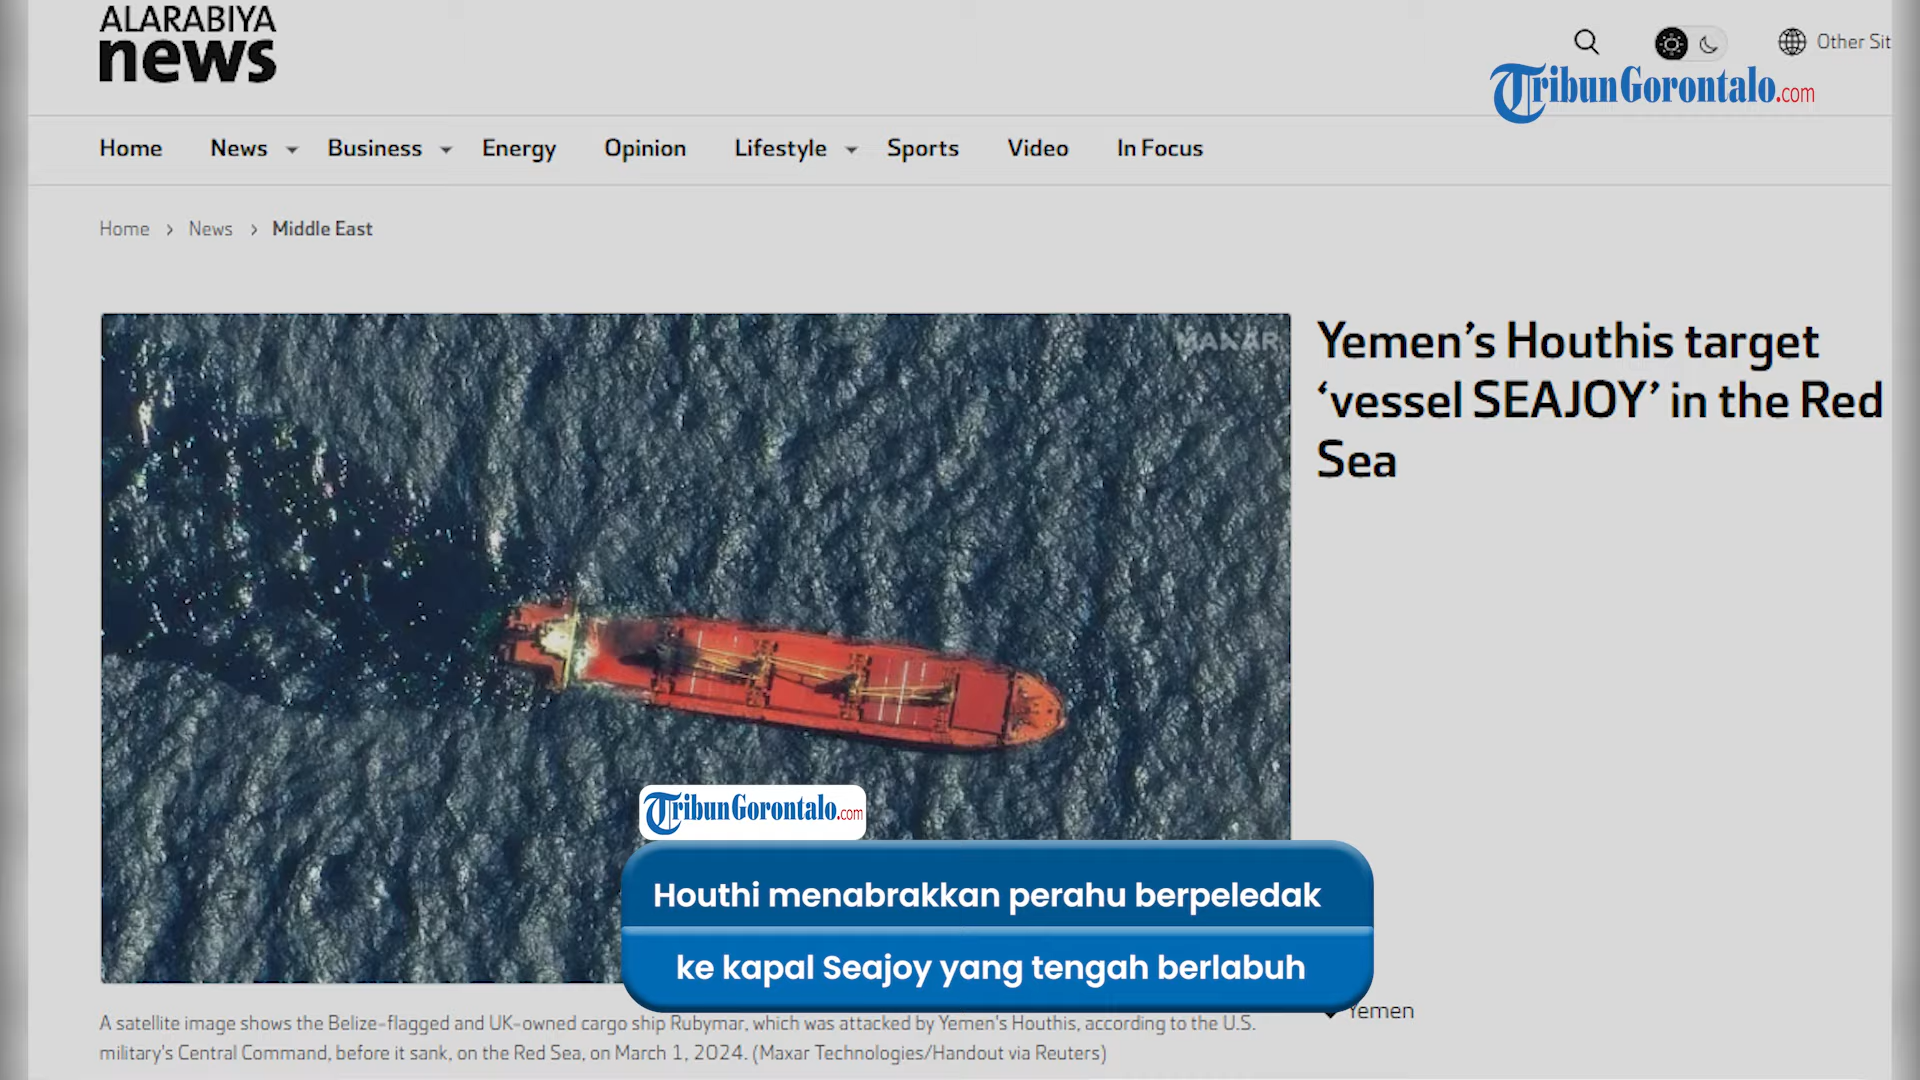 ALARABIYA
news
Other Sit
TribunGorontalo.com
Home News Business Energy Opinion Lifestyle Sports Video In Focus
Home > News > Middle East
MAXAR
Yemen's Houthis target
‘vessel SEAJOY’ in the Red
Sea
TribunGorontalo.com
Houthi menabrakkan perahu berpeledak
ke kapal Seajoy yang tengah berlabuh
Yemen
A satellite image shows the Belize-flagged and UK-owned cargo ship Rubymar, which was attacked by Yemen's Houthis, according to the U.S.
military's Central Command, before it sank, on the Red Sea, on March 1, 2024. (Maxar Technologies/Handout via Reuters)